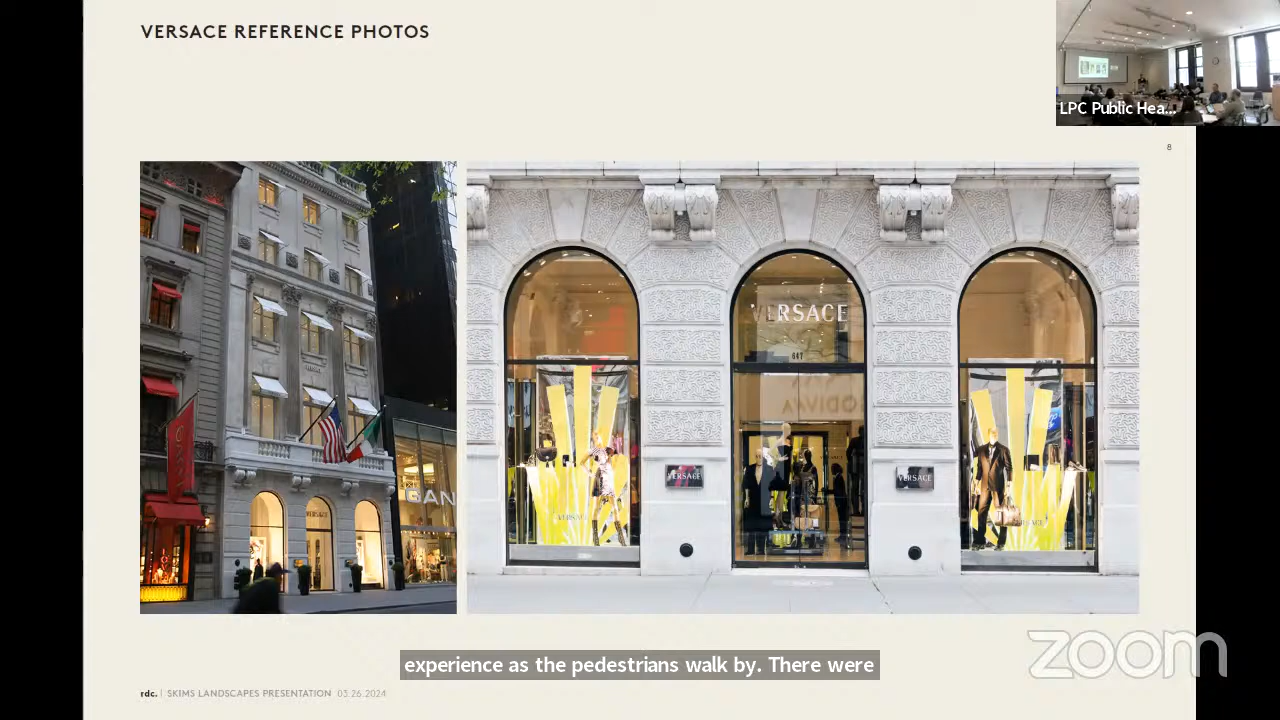 VERSACE REFERENCE PHOTOS
LPC Public Hea...
8
VERSACE
647
VERSACE
VERSACE
experience as the pedestrians walk by. There were
zoom
rdc. | SKIMS LANDSCAPES PRESENTATION 03.26.2024